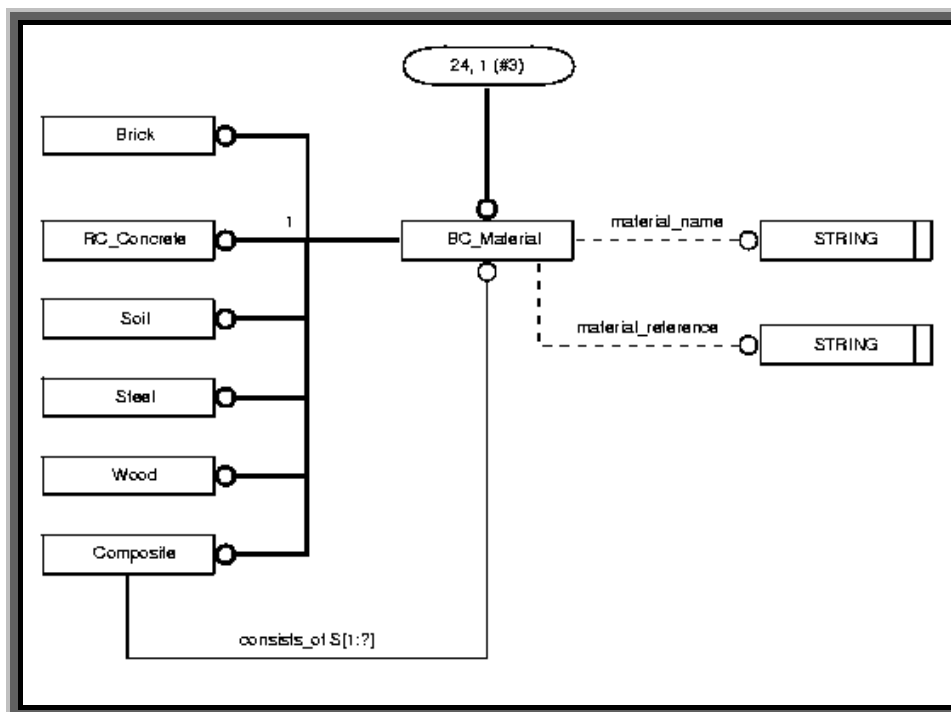 24, 1 (#3)
Brick
1
RC_Concrete
BC_Material
material_name
STRING
Soil
material_reference
STRING
Steel
Wood
Composite
consists_of S[1:?]